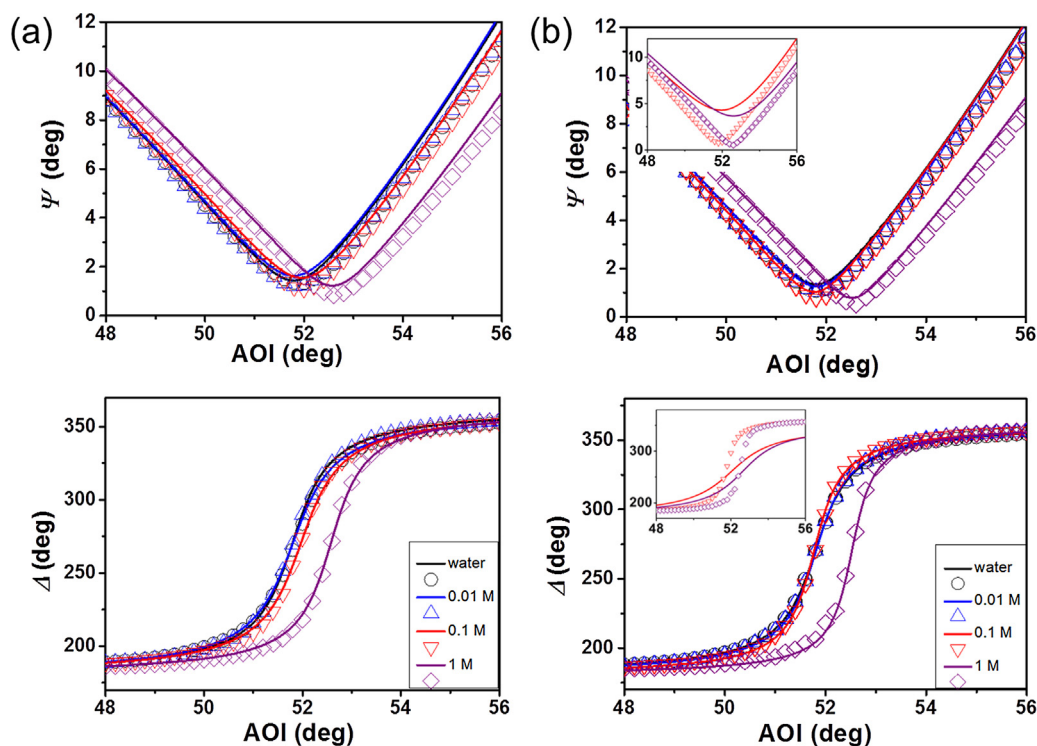 (a)
12
10
8
6
4
2
0
Ψ (deg)
48 50 52 54 56
AOI (deg)
(b)
12
10
8
6
4
2
0
Ψ (deg)
10
5
0
48 52 56
48 50 52 54 56
AOI (deg)
350
300
250
200
Δ (deg)
water
0.01 M
0.1 M
1 M
48 50 52 54 56
AOI (deg)
350
300
250
200
Δ (deg)
300
200
48 52 56
water
0.01 M
0.1 M
1 M
48 50 52 54 56
AOI (deg)